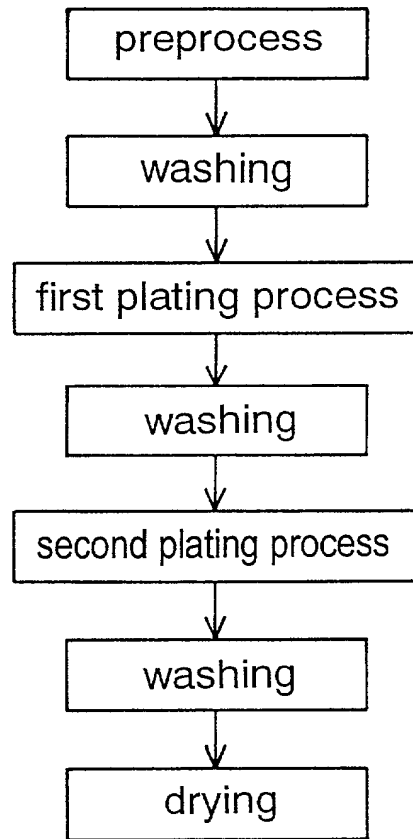 preprocess
washing
first plating process
washing
second plating process
washing
drying